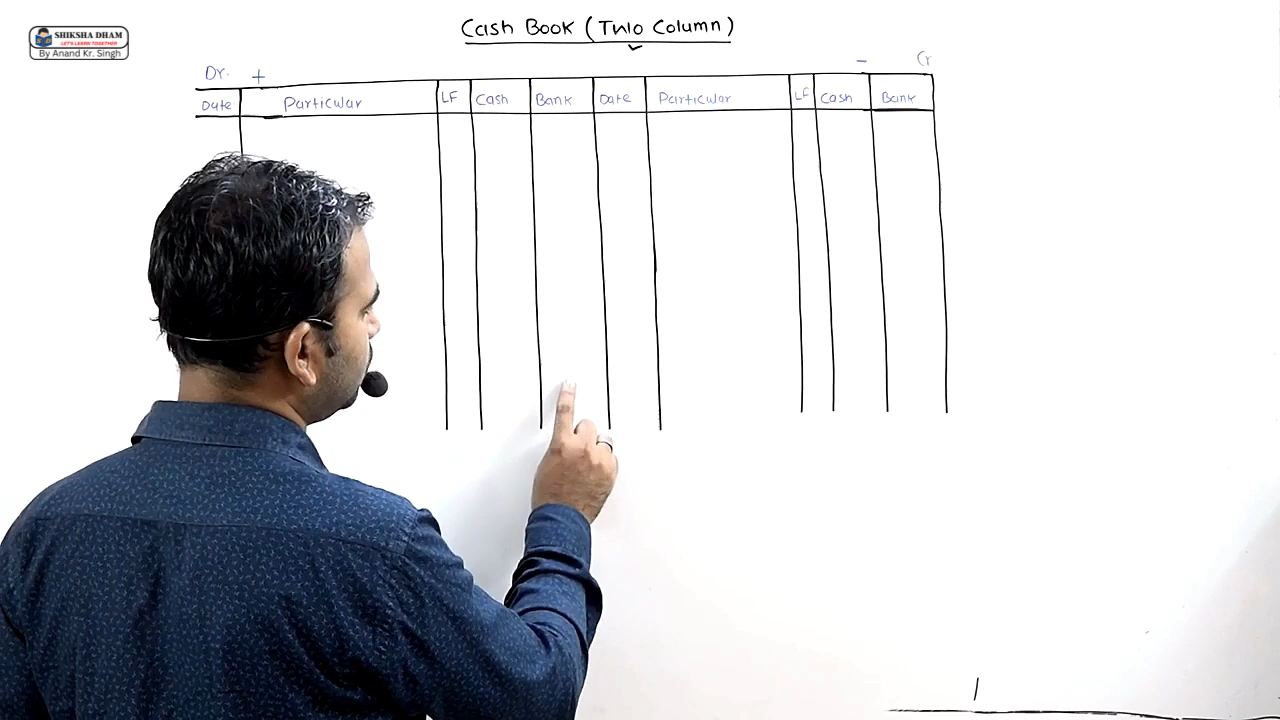 SHIKSHA DHAM
LET'S LEARN TOGETHER
By Anand Kr. Singh
Cash Book (Two Column)
Dr. + - Cr
Date Particular LF Cash Bank Date Particular LF Cash Bank